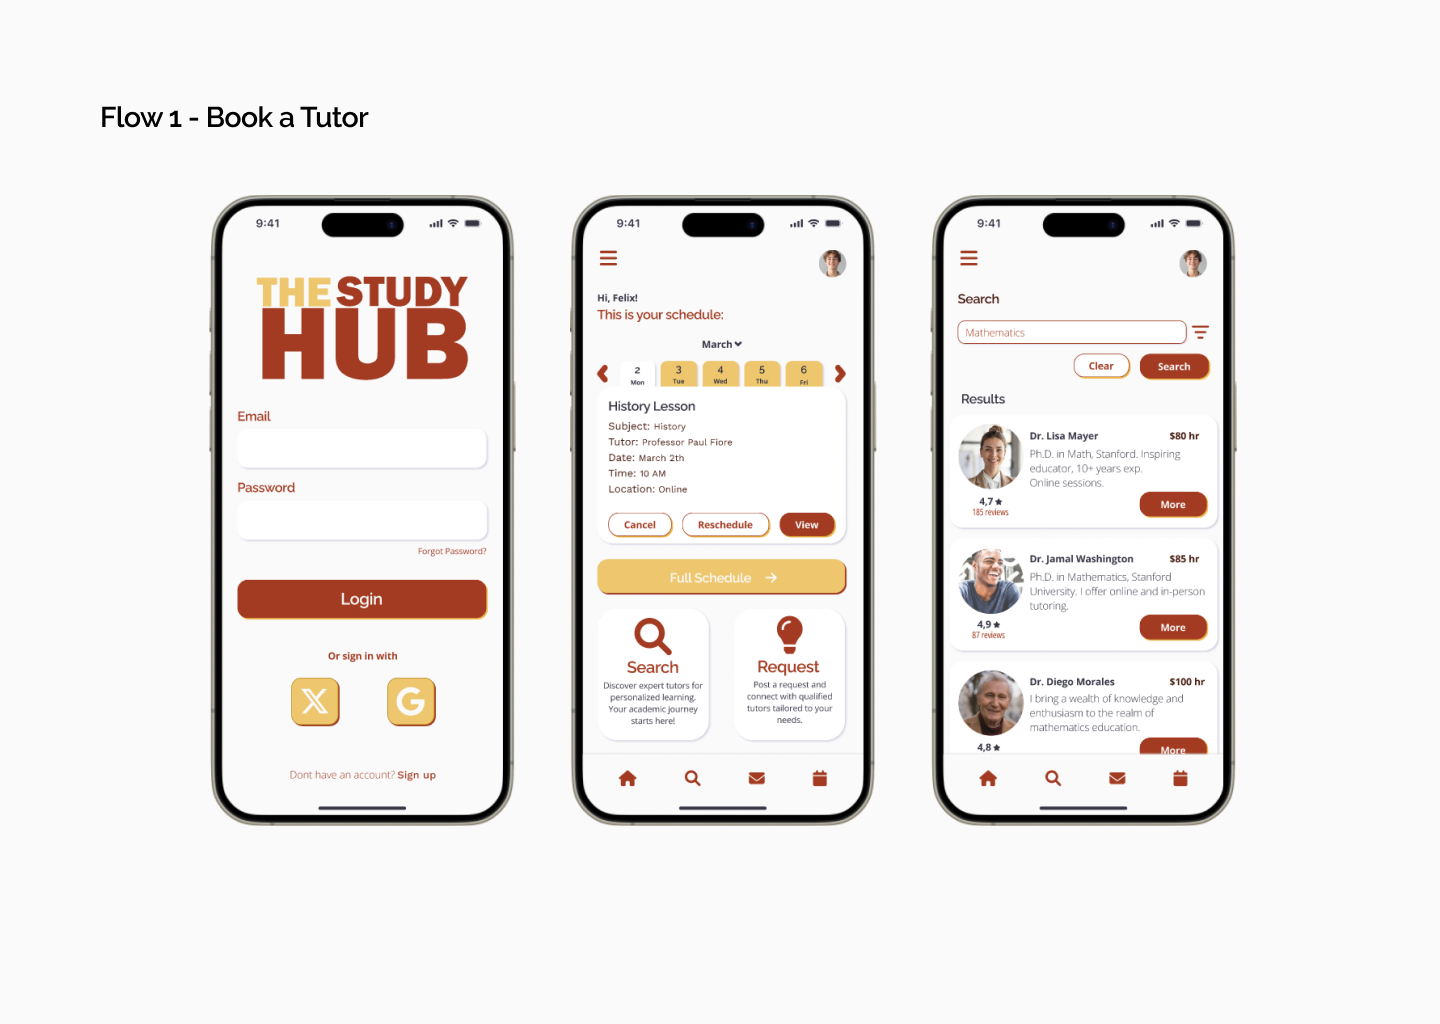 Flow 1 - Book a Tutor
9:41
THE STUDY
HUB
Email
Password
Forgot Password?
Login
Or sign in with
Dont have an account? Sign up
9:41
Hi, Felix!
This is your schedule:
March
2 3 4 5 6
Mon Tue Wed Thu Fri
History Lesson
Subject: History
Tutor: Professor Paul Fiore
Date: March 2th
Time: 10 AM
Location: Online
Cancel Reschedule View
Full Schedule
Search
Discover expert tutors for
personalized learning.
Your academic journey
starts here!
Request
Post a request and
connect with qualified
tutors tailored to your
needs.
9:41
Search
Mathematics
Clear Search
Results
Dr. Lisa Mayer $80 hr
Ph.D. in Math, Stanford. Inspiring
educator, 10+ years exp.
Online sessions.
4,7
185 reviews
More
Dr. Jamal Washington $85 hr
Ph.D. in Mathematics, Stanford
University. I offer online and in-person
tutoring.
4,9
87 reviews
More
Dr. Diego Morales $100 hr
I bring a wealth of knowledge and
enthusiasm to the realm of
mathematics education.
4,8
More